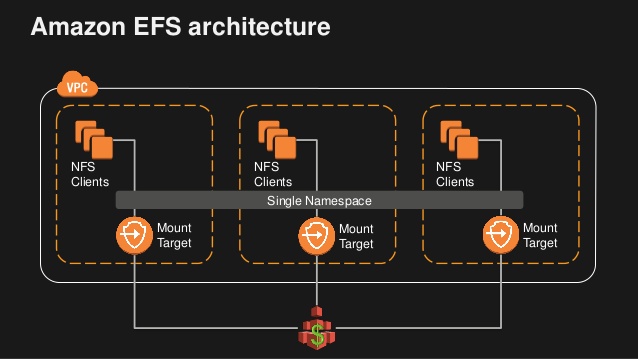 Amazon EFS architecture
VPC
NFS
Clients
NFS
Clients
NFS
Clients
Single Namespace
Mount
Target
Mount
Target
Mount
Target
$